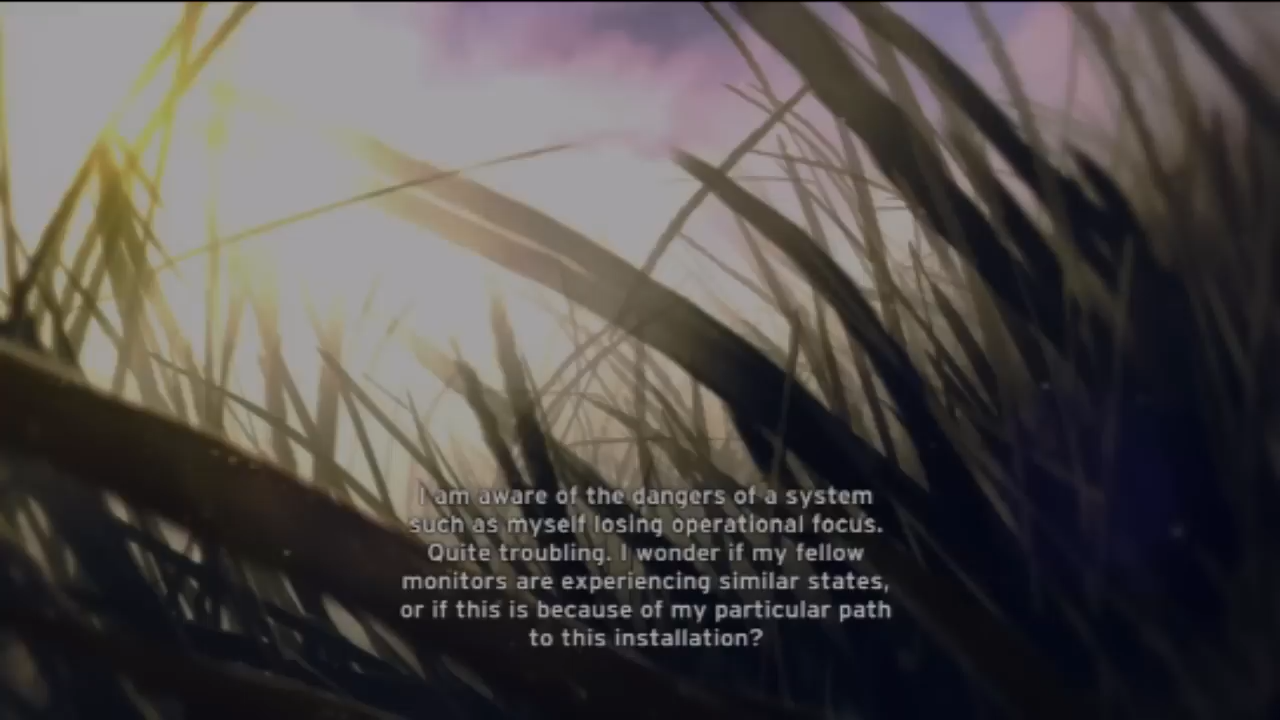 I am aware of the dangers of a system
such as myself losing operational focus.
Quite troubling. I wonder if my fellow
monitors are experiencing similar states,
or if this is because of my particular path
to this installation?